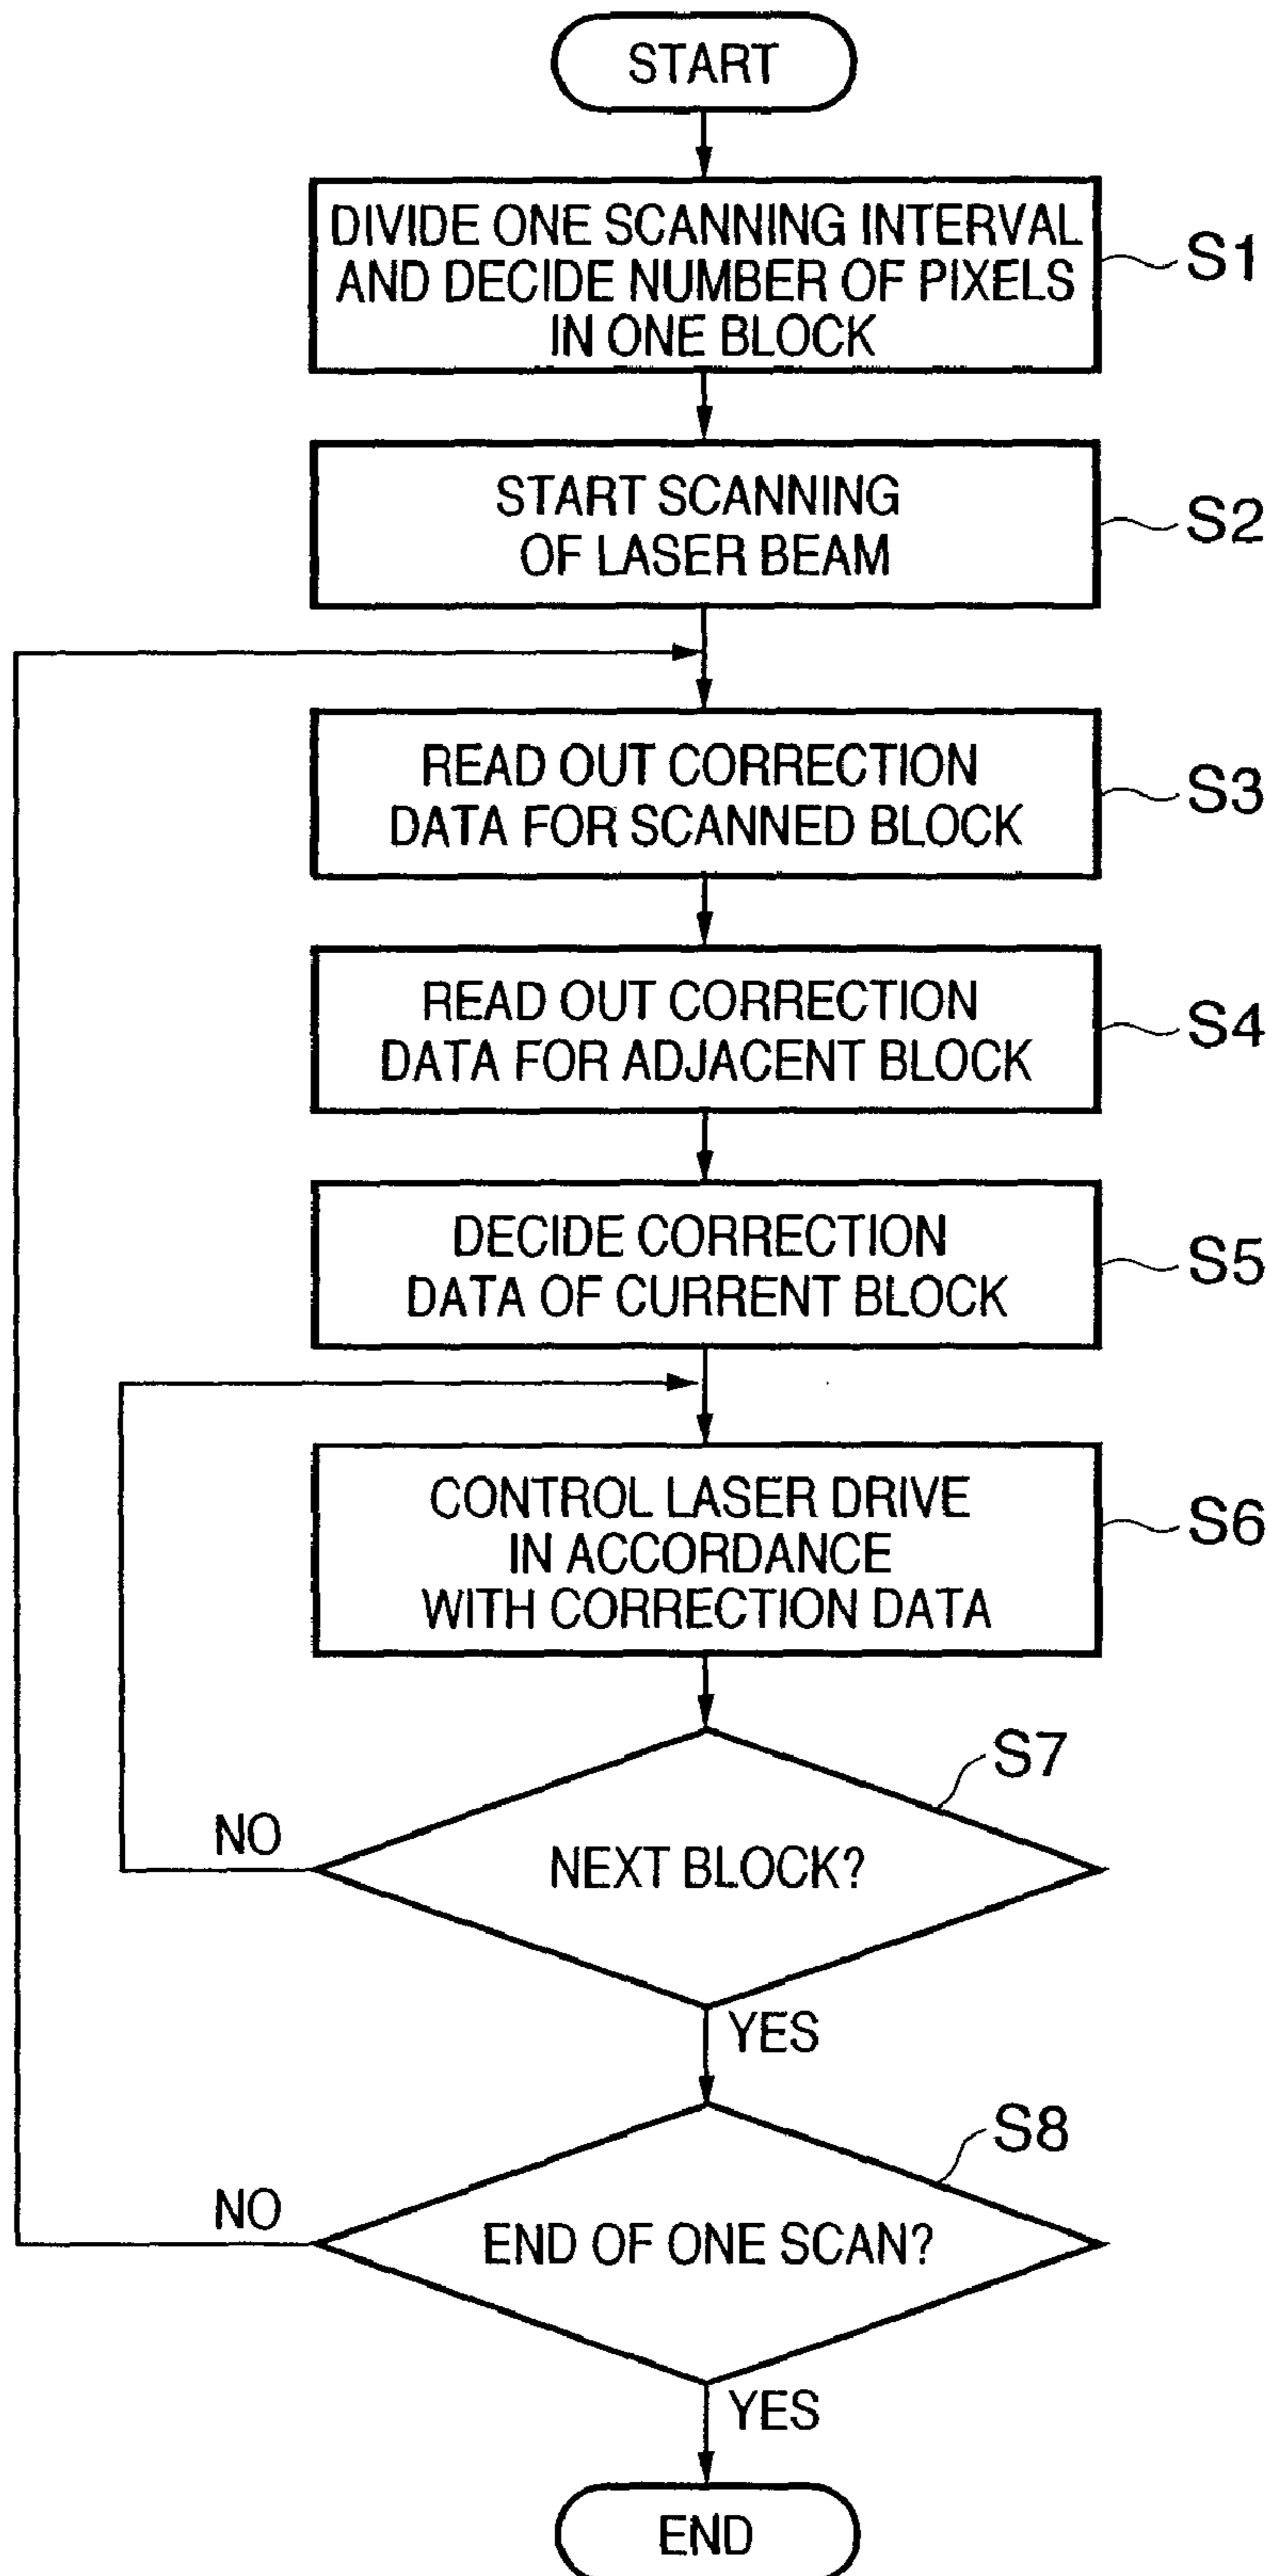 START
DIVIDE ONE SCANNING INTERVAL
AND DECIDE NUMBER OF PIXELS
IN ONE BLOCK
S1
START SCANNING
OF LASER BEAM
S2
READ OUT CORRECTION
DATA FOR SCANNED BLOCK
S3
READ OUT CORRECTION
DATA FOR ADJACENT BLOCK
S4
DECIDE CORRECTION
DATA OF CURRENT BLOCK
S5
CONTROL LASER DRIVE
IN ACCORDANCE
WITH CORRECTION DATA
S6
S7
NO
NEXT BLOCK?
YES
S8
NO
END OF ONE SCAN?
YES
END